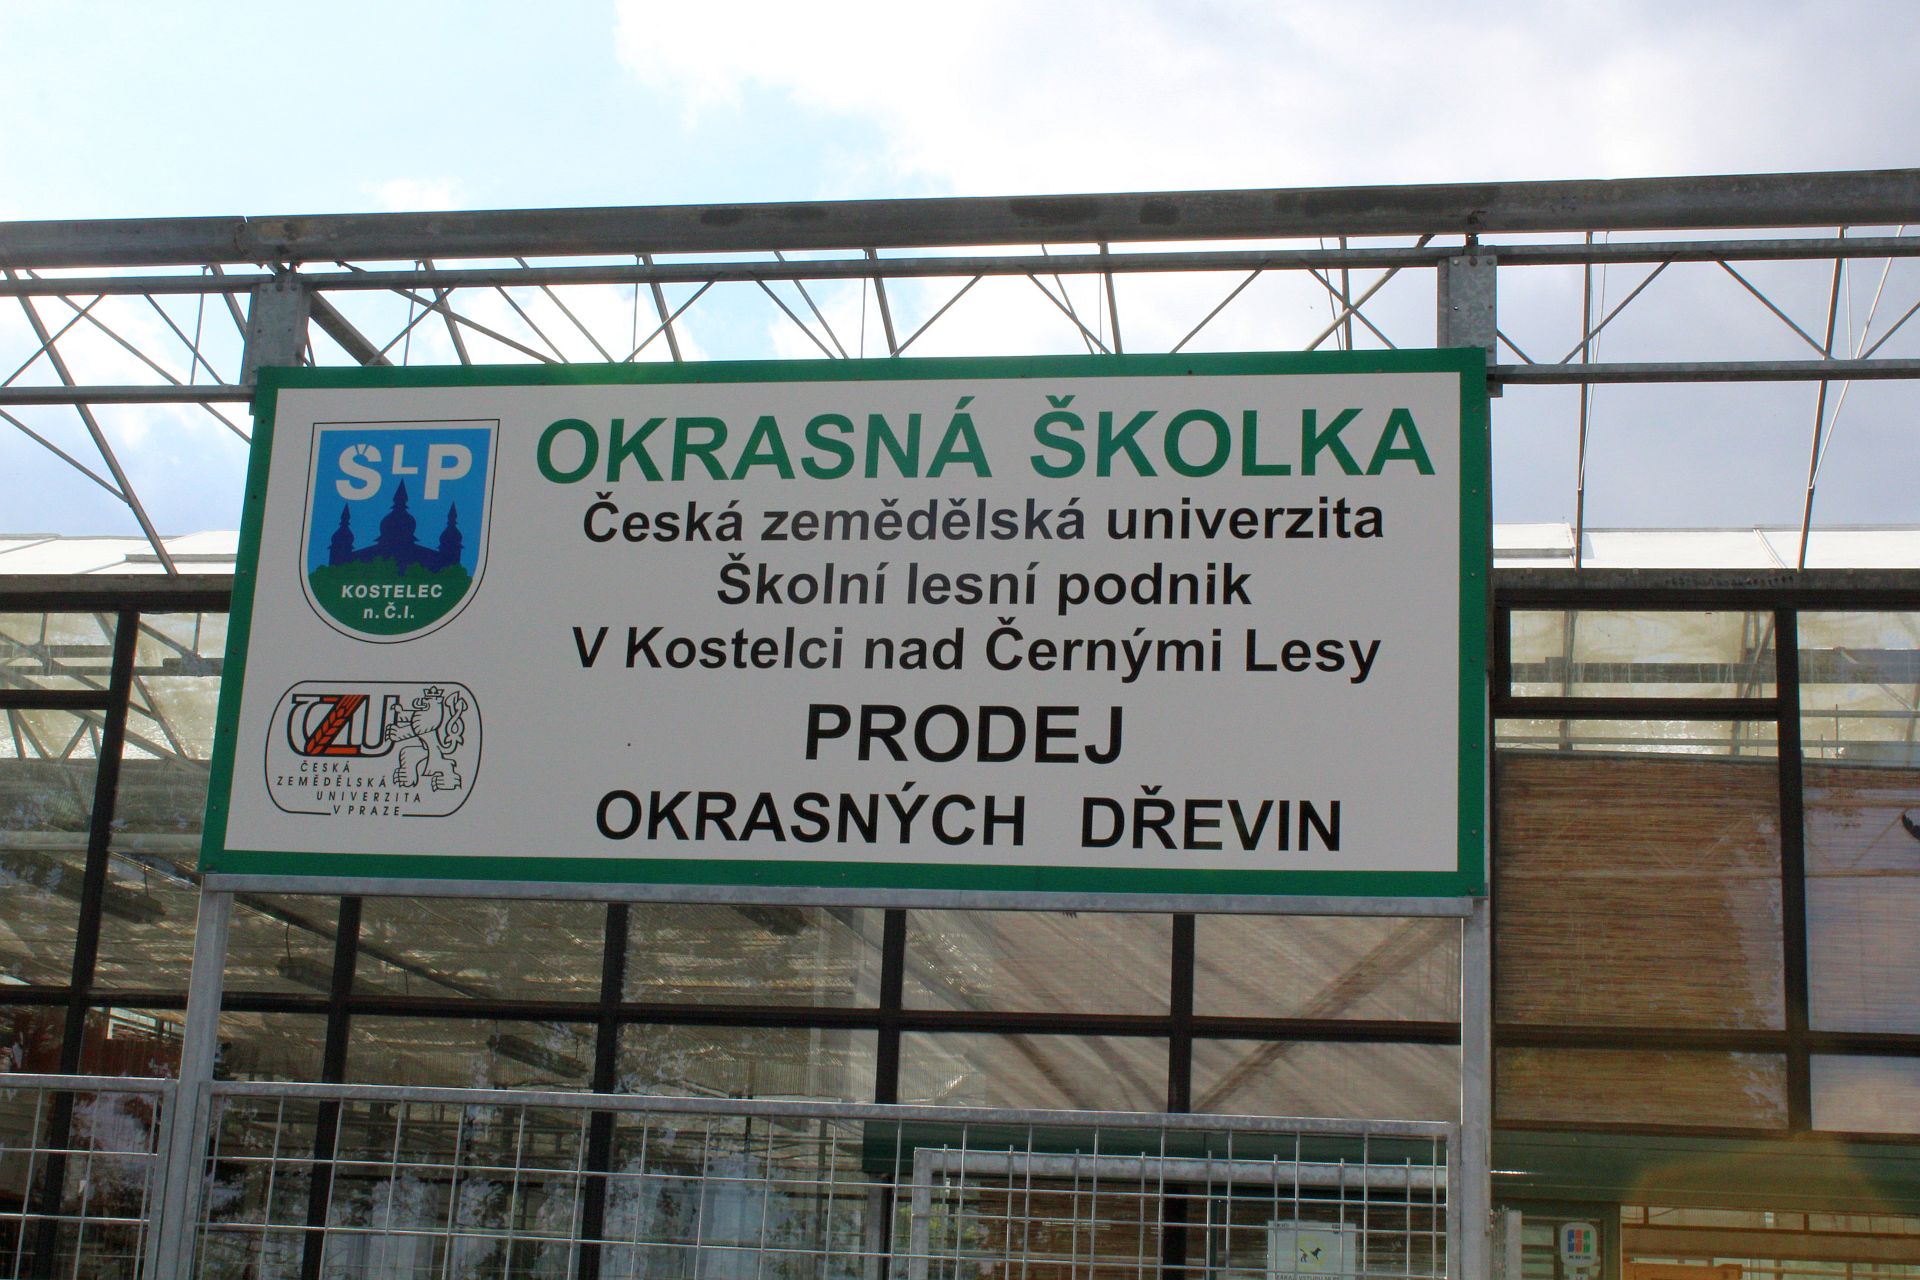 OKRASNÁ ŠKOLKA
Česká zemědělská univerzita
Školní lesní podnik
V Kostelci nad Černými Lesy
PRODEJ
OKRASNÝCH DŘEVIN
ŠLP
KOSTELEC
n. Č.l.
ČZU
ČESKÁ
ZEMĚDĚLSKÁ
UNIVERZITA
V PRAZE